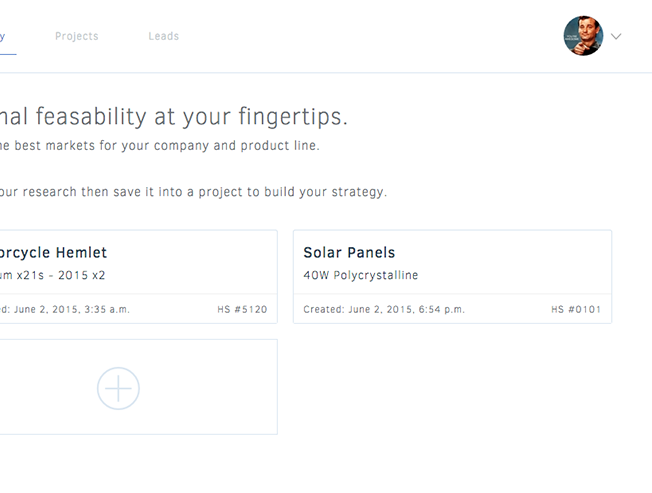 y Projects Leads
nal feasability at your fingertips.
he best markets for your company and product line.
our research then save it into a project to build your strategy.
orcycle Hemlet
um x21s - 2015 x2
d: June 2, 2015, 3:35 a.m. HS #5120
Solar Panels
40W Polycrystalline
Created: June 2, 2015, 6:54 p.m. HS #0101